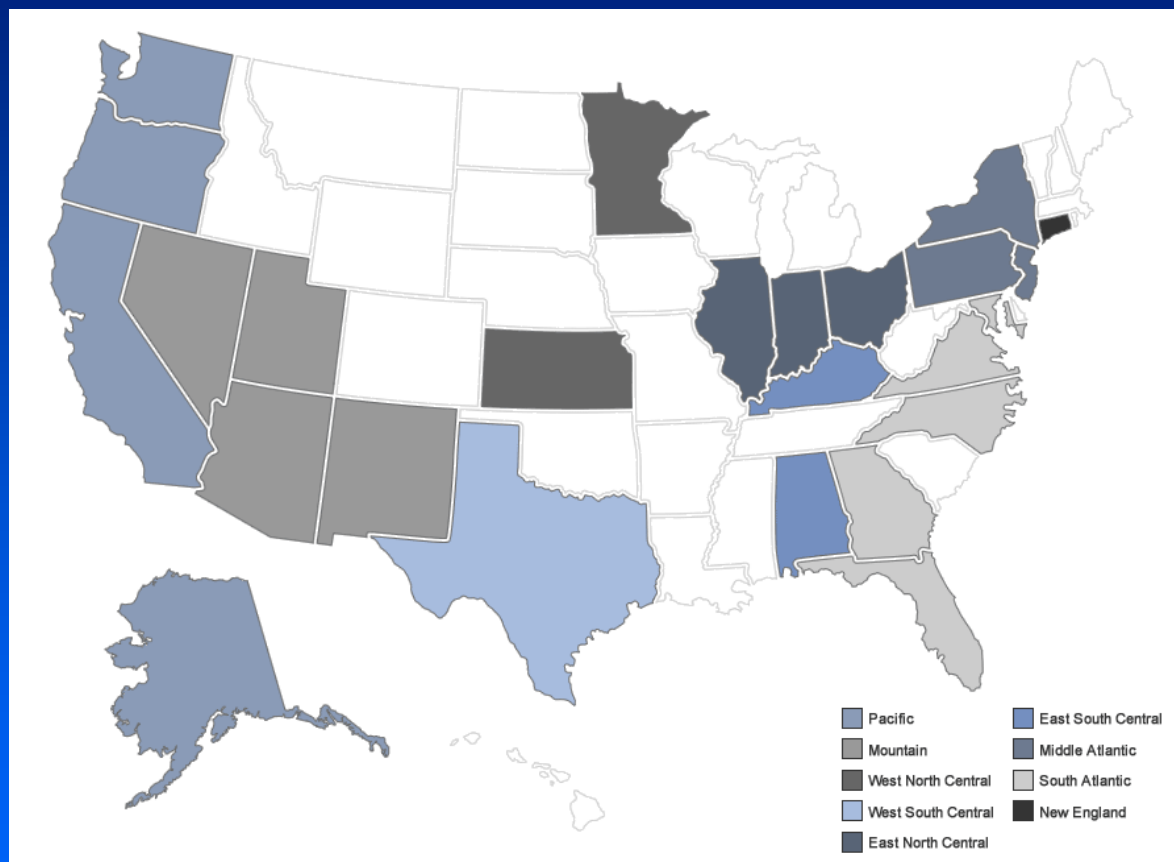 Pacific
Mountain
West North Central
West South Central
East North Central
East South Central
Middle Atlantic
South Atlantic
New England